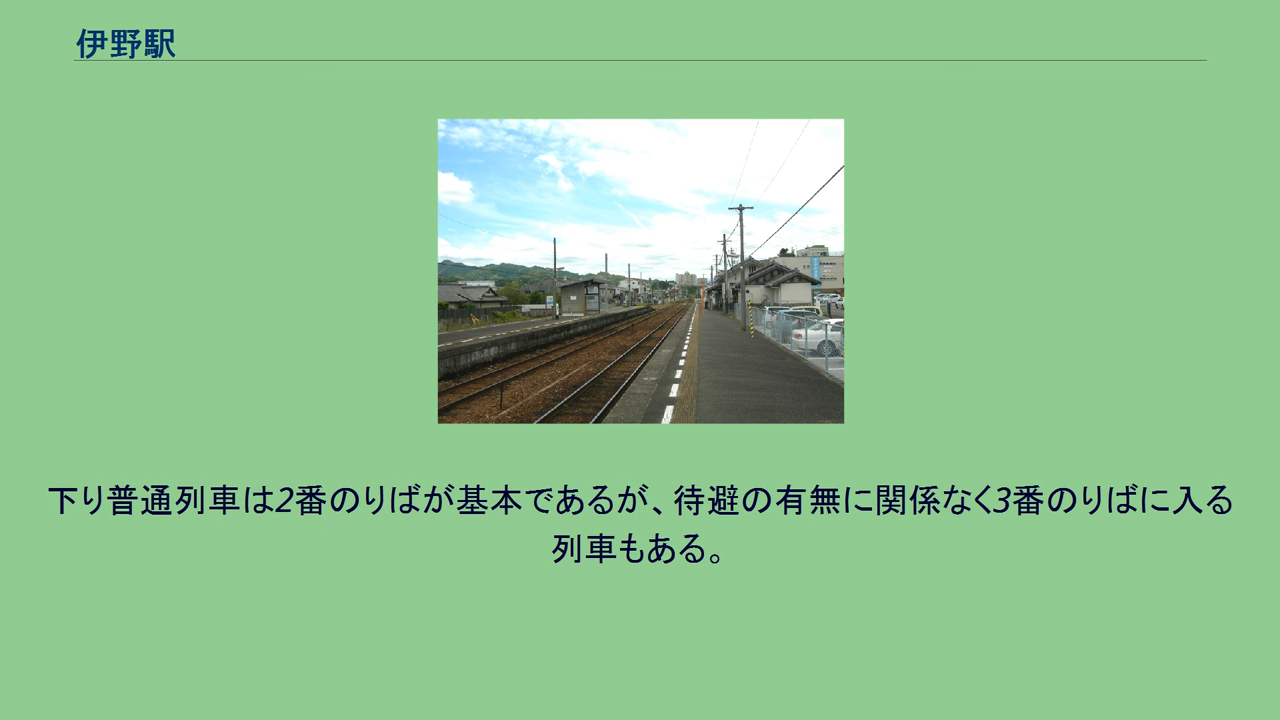 伊野駅
下り普通列車は2番のりばが基本であるが、待避の有無に関係なく3番のりばに入る
列車もある。